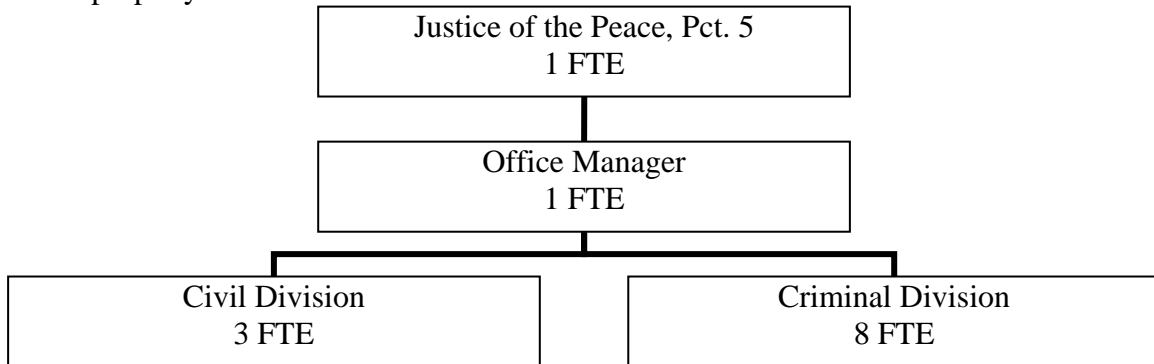 Justice of the Peace, Pct. 5
1 FTE
Office Manager
1 FTE
Civil Division
3 FTE
Criminal Division
8 FTE